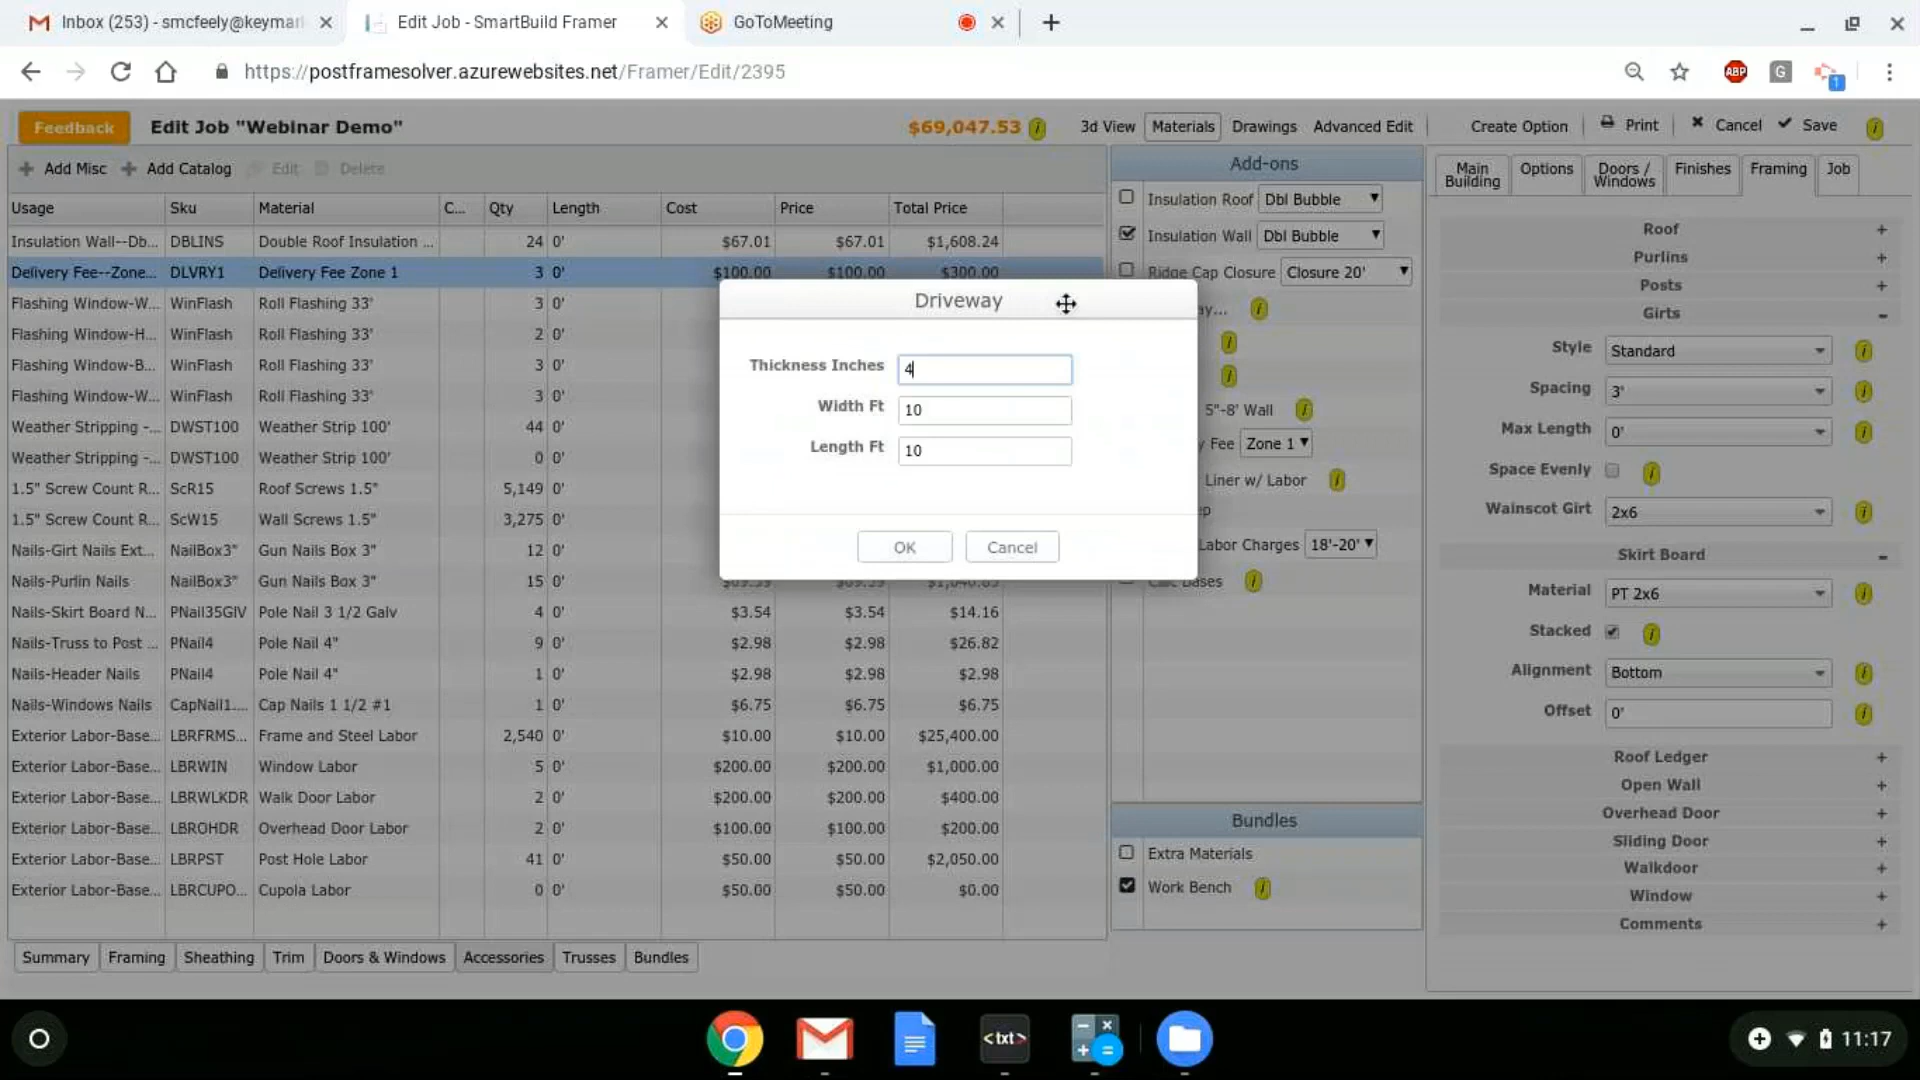 Inbox (253) - smcfeely@keymar
Edit Job - SmartBuild Framer
GoToMeeting
https://postframesolver.azurewebsites.net/Framer/Edit/2395
ABP
G
1
Feedback
Edit Job "Webinar Demo"
$69,047.53
3d View
Materials
Drawings
Advanced Edit
Create Option
Print
Cancel
Save
Add Misc
Add Catalog
Edit
Delete
Usage Sku Material C... Qty Length Cost Price Total Price
Insulation Wall--Db... DBLINS Double Roof Insulation ... 24 0' $67.01 $67.01 $1,608.24
Delivery Fee--Zone... DLVRY1 Delivery Fee Zone 1 3 0' $100.00 $100.00 $300.00
Flashing Window-W... WinFlash Roll Flashing 33' 3 0'
Flashing Window-H... WinFlash Roll Flashing 33' 2 0'
Flashing Window-B... WinFlash Roll Flashing 33' 3 0'
Flashing Window-W... WinFlash Roll Flashing 33' 3 0'
Weather Stripping -... DWST100 Weather Strip 100' 44 0'
Weather Stripping -... DWST100 Weather Strip 100' 0 0'
1.5" Screw Count R... ScR15 Roof Screws 1.5" 5,149 0'
1.5" Screw Count R... ScW15 Wall Screws 1.5" 3,275 0'
Nails-Girt Nails Ext... NailBox3" Gun Nails Box 3" 12 0'
Nails-Purlin Nails NailBox3" Gun Nails Box 3" 15 0'
Nails-Skirt Board N... PNail35GlV Pole Nail 3 1/2 Galv 4 0' $3.54 $3.54 $14.16
Nails-Truss to Post ... PNail4 Pole Nail 4" 9 0' $2.98 $2.98 $26.82
Nails-Header Nails PNail4 Pole Nail 4" 1 0' $2.98 $2.98 $2.98
Nails-Windows Nails CapNail1.... Cap Nails 1 1/2 #1 1 0' $6.75 $6.75 $6.75
Exterior Labor-Base... LBRFRMS... Frame and Steel Labor 2,540 0' $10.00 $10.00 $25,400.00
Exterior Labor-Base... LBRWIN Window Labor 5 0' $200.00 $200.00 $1,000.00
Exterior Labor-Base... LBRWLKDR Walk Door Labor 2 0' $200.00 $200.00 $400.00
Exterior Labor-Base... LBROHDR Overhead Door Labor 2 0' $100.00 $100.00 $200.00
Exterior Labor-Base... LBRPST Post Hole Labor 41 0' $50.00 $50.00 $2,050.00
Exterior Labor-Base... LBRCUPO... Cupola Labor 0 0' $50.00 $50.00 $0.00
Summary
Framing
Sheathing
Trim
Doors & Windows
Accessories
Trusses
Bundles
Driveway
Thickness Inches 4
Width Ft 10
Length Ft 10
OK
Cancel
Add-ons
Insulation Roof Dbl Bubble
Insulation Wall Dbl Bubble
Ridge Cap Closure Closure 20'
5"-8' Wall
Fee Zone 1
Liner w/ Labor
Labor Charges 18'-20'
Bundles
Extra Materials
Work Bench
Main Building
Options
Doors / Windows
Finishes
Framing
Job
Roof +
Purlins +
Posts +
Girts -
Style Standard
Spacing 3'
Max Length 0'
Space Evenly
Wainscot Girt 2x6
Skirt Board -
Material PT 2x6
Stacked
Alignment Bottom
Offset 0'
Roof Ledger +
Open Wall +
Overhead Door +
Sliding Door +
Walkdoor +
Window +
Comments +
<txt>
11:17